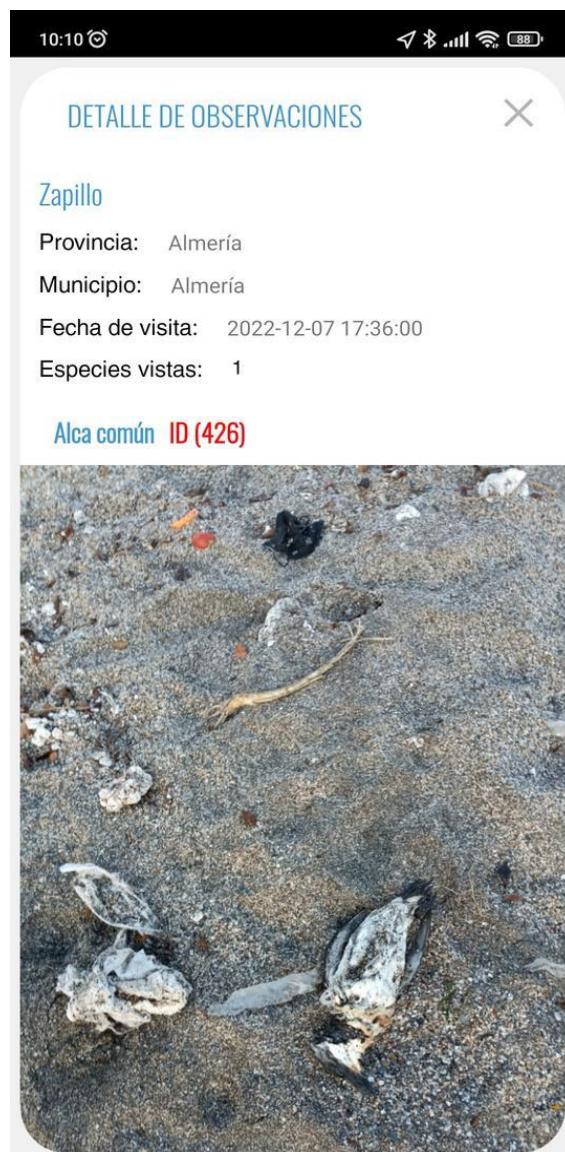 10:10
88
DETALLE DE OBSERVACIONES
Zapillo
Provincia: Almería
Municipio: Almería
Fecha de visita: 2022-12-07 17:36:00
Especies vistas: 1
Alca común ID (426)